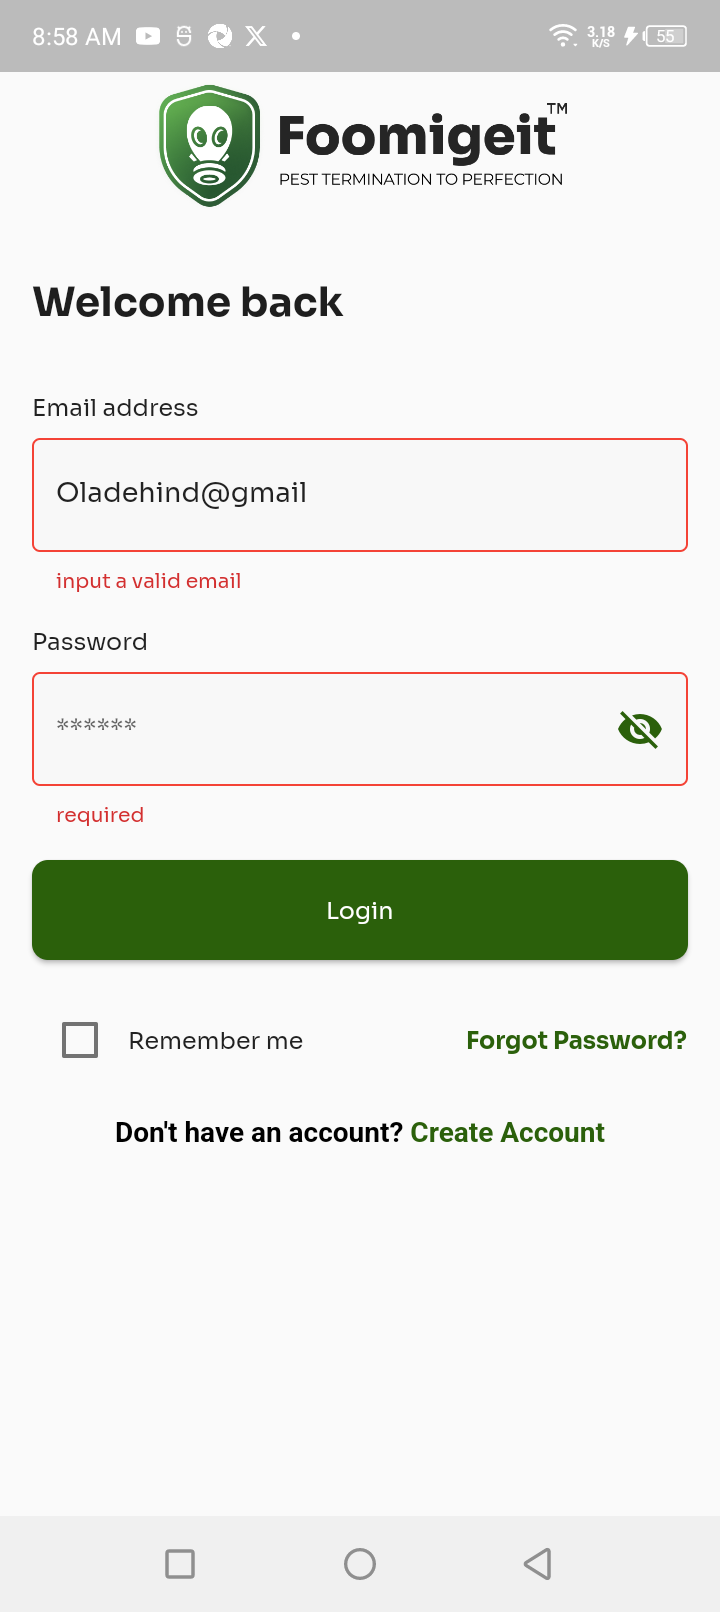 8:58 AM 3.18 K/S 55
Foomigeit™
PEST TERMINATION TO PERFECTION
Welcome back
Email address
Oladehind@gmail
input a valid email
Password
******
required
Login
Remember me Forgot Password?
Don't have an account? Create Account